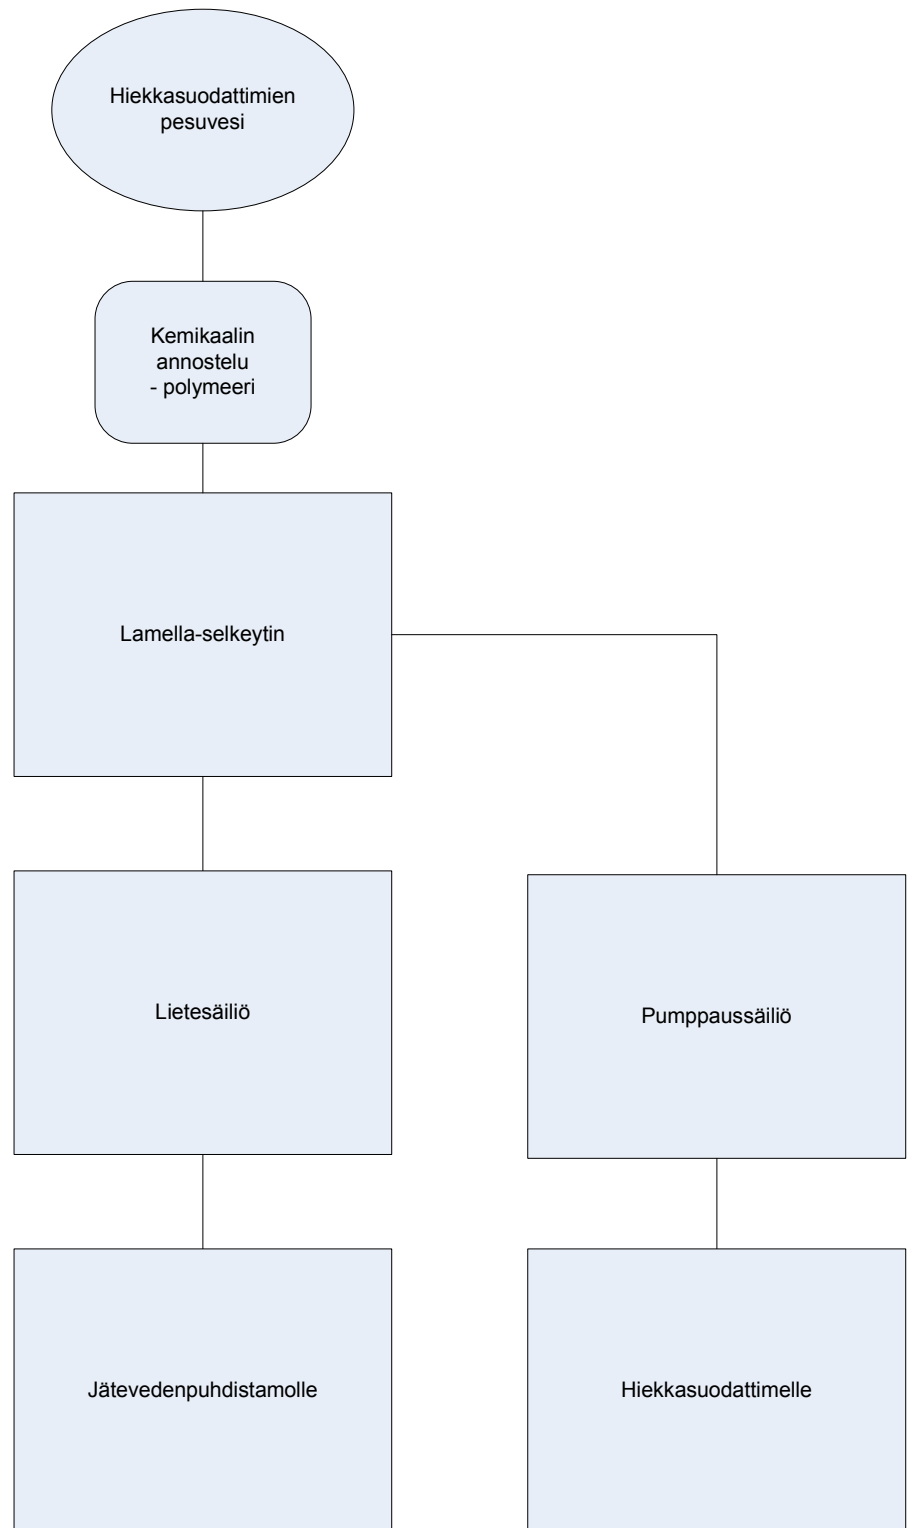 Hiekkasuodattimien
pesuvesi
Kemikaalin
annostelu
- polymeeri
Lamella-selkeytin
Lietesäiliö
Pumppaussäiliö
Jätevedenpuhdistamolle
Hiekkasuodattimelle